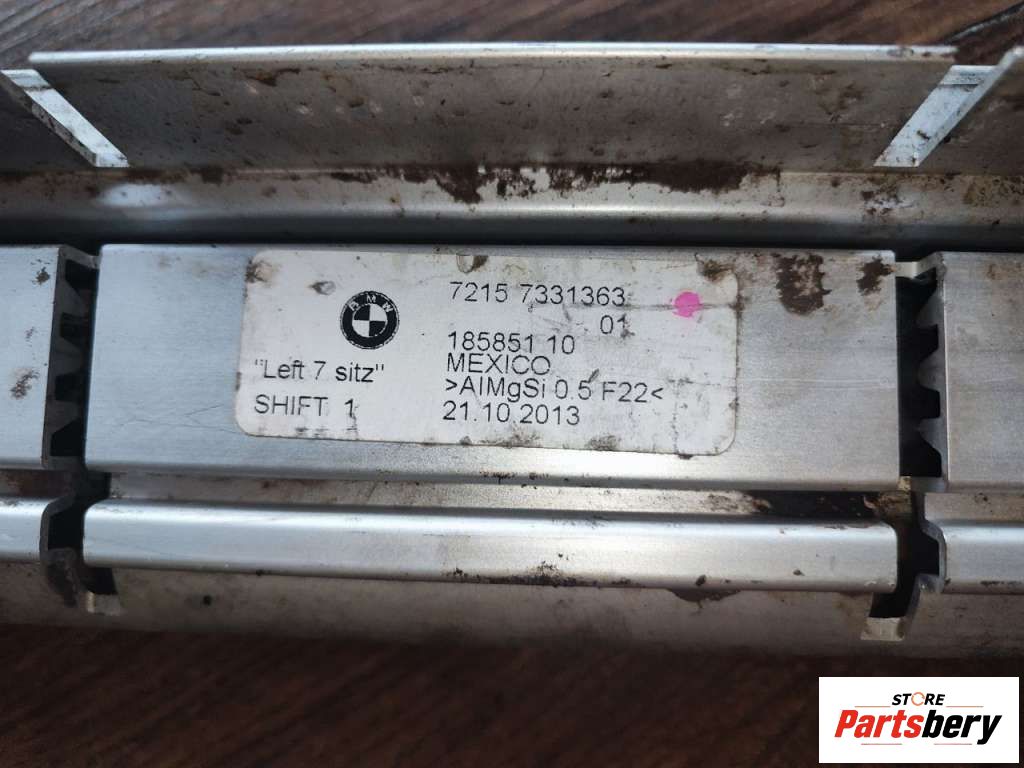 BMW
7215 7331363
01
185851 10
"Left 7 sitz"
MEXICO
>AlMgSi 0.5 F22<
SHIFT 1
21.10.2013
STORE
Partsbery